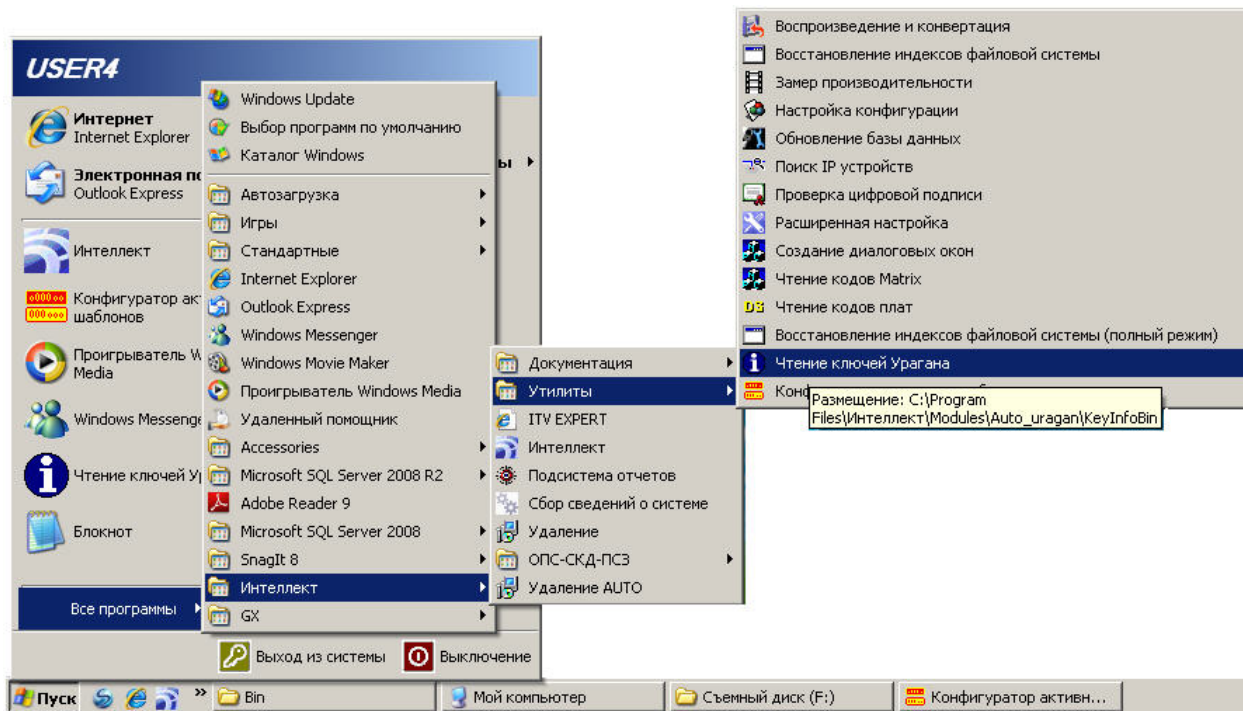 USER4
Интернет
Internet Explorer
Электронная
Outlook Express
Интеллект
Конфигуратор
шаблонов
Проигрыватель W
Media
Windows Messenge
Чтение ключей
Блокнот
Все программы
Windows Update
Выбор программ по умолчанию
Каталог Windows
Автозагрузка
Игры
Стандартные
Internet Explorer
Outlook Express
Windows Messenger
Windows Movie Maker
Проигрыватель Windows Media
Удаленный помощник
Accessories
Microsoft SQL Server 2008 R2
Adobe Reader 9
Microsoft SQL Server 2008
SnagIt 8
Интеллект
GX
ы
Документация
Утилиты
ITV EXPERT
Интеллект
Подсистема отчетов
Сбор сведений о системе
Удаление
ОПС-СКД-ПСЗ
Удаление AUTO
Воспроизведение и конвертация
Восстановление индексов файловой системы
Замер производительности
Настройка конфигурации
Обновление базы данных
Поиск IP устройств
Проверка цифровой подписи
Расширенная настройка
Создание диалоговых окон
Чтение кодов Matrix
DS Чтение кодов плат
Восстановление индексов файловой системы (полный режим)
Чтение ключей Урагана
Размещение: C:\Program
Files\Интеллект\Modules\Auto_uragan\KeyInfoBin
Выход из системы Выключение
Пуск » Bin Мой компьютер Съемный диск (F:) Конфигуратор активн...